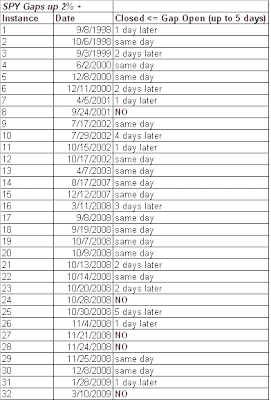 SPY Gaps up 2% +
Instance Date Closed <= Gap Open (up to 5 days)
1 9/8/1998 1 day later
2 10/6/1998 same day
3 9/3/1999 2 days later
4 6/2/2000 same day
5 12/8/2000 same day
6 12/11/2000 2 days later
7 4/5/2001 1 day later
8 9/24/2001 NO
9 7/17/2002 same day
10 7/29/2002 4 days later
11 10/15/2002 1 day later
12 10/17/2002 same day
13 4/7/2003 same day
14 8/17/2007 same day
15 12/12/2007 same day
16 3/11/2008 3 days later
17 9/8/2008 same day
18 9/19/2008 same day
19 10/7/2008 same day
20 10/9/2008 same day
21 10/13/2008 2 days later
22 10/14/2008 same day
23 10/20/2008 2 days later
24 10/28/2008 NO
25 10/30/2008 5 days later
26 11/4/2008 1 day later
27 11/21/2008 NO
28 11/24/2008 NO
29 11/25/2008 same day
30 12/8/2008 same day
31 1/28/2009 1 day later
32 3/10/2009 NO